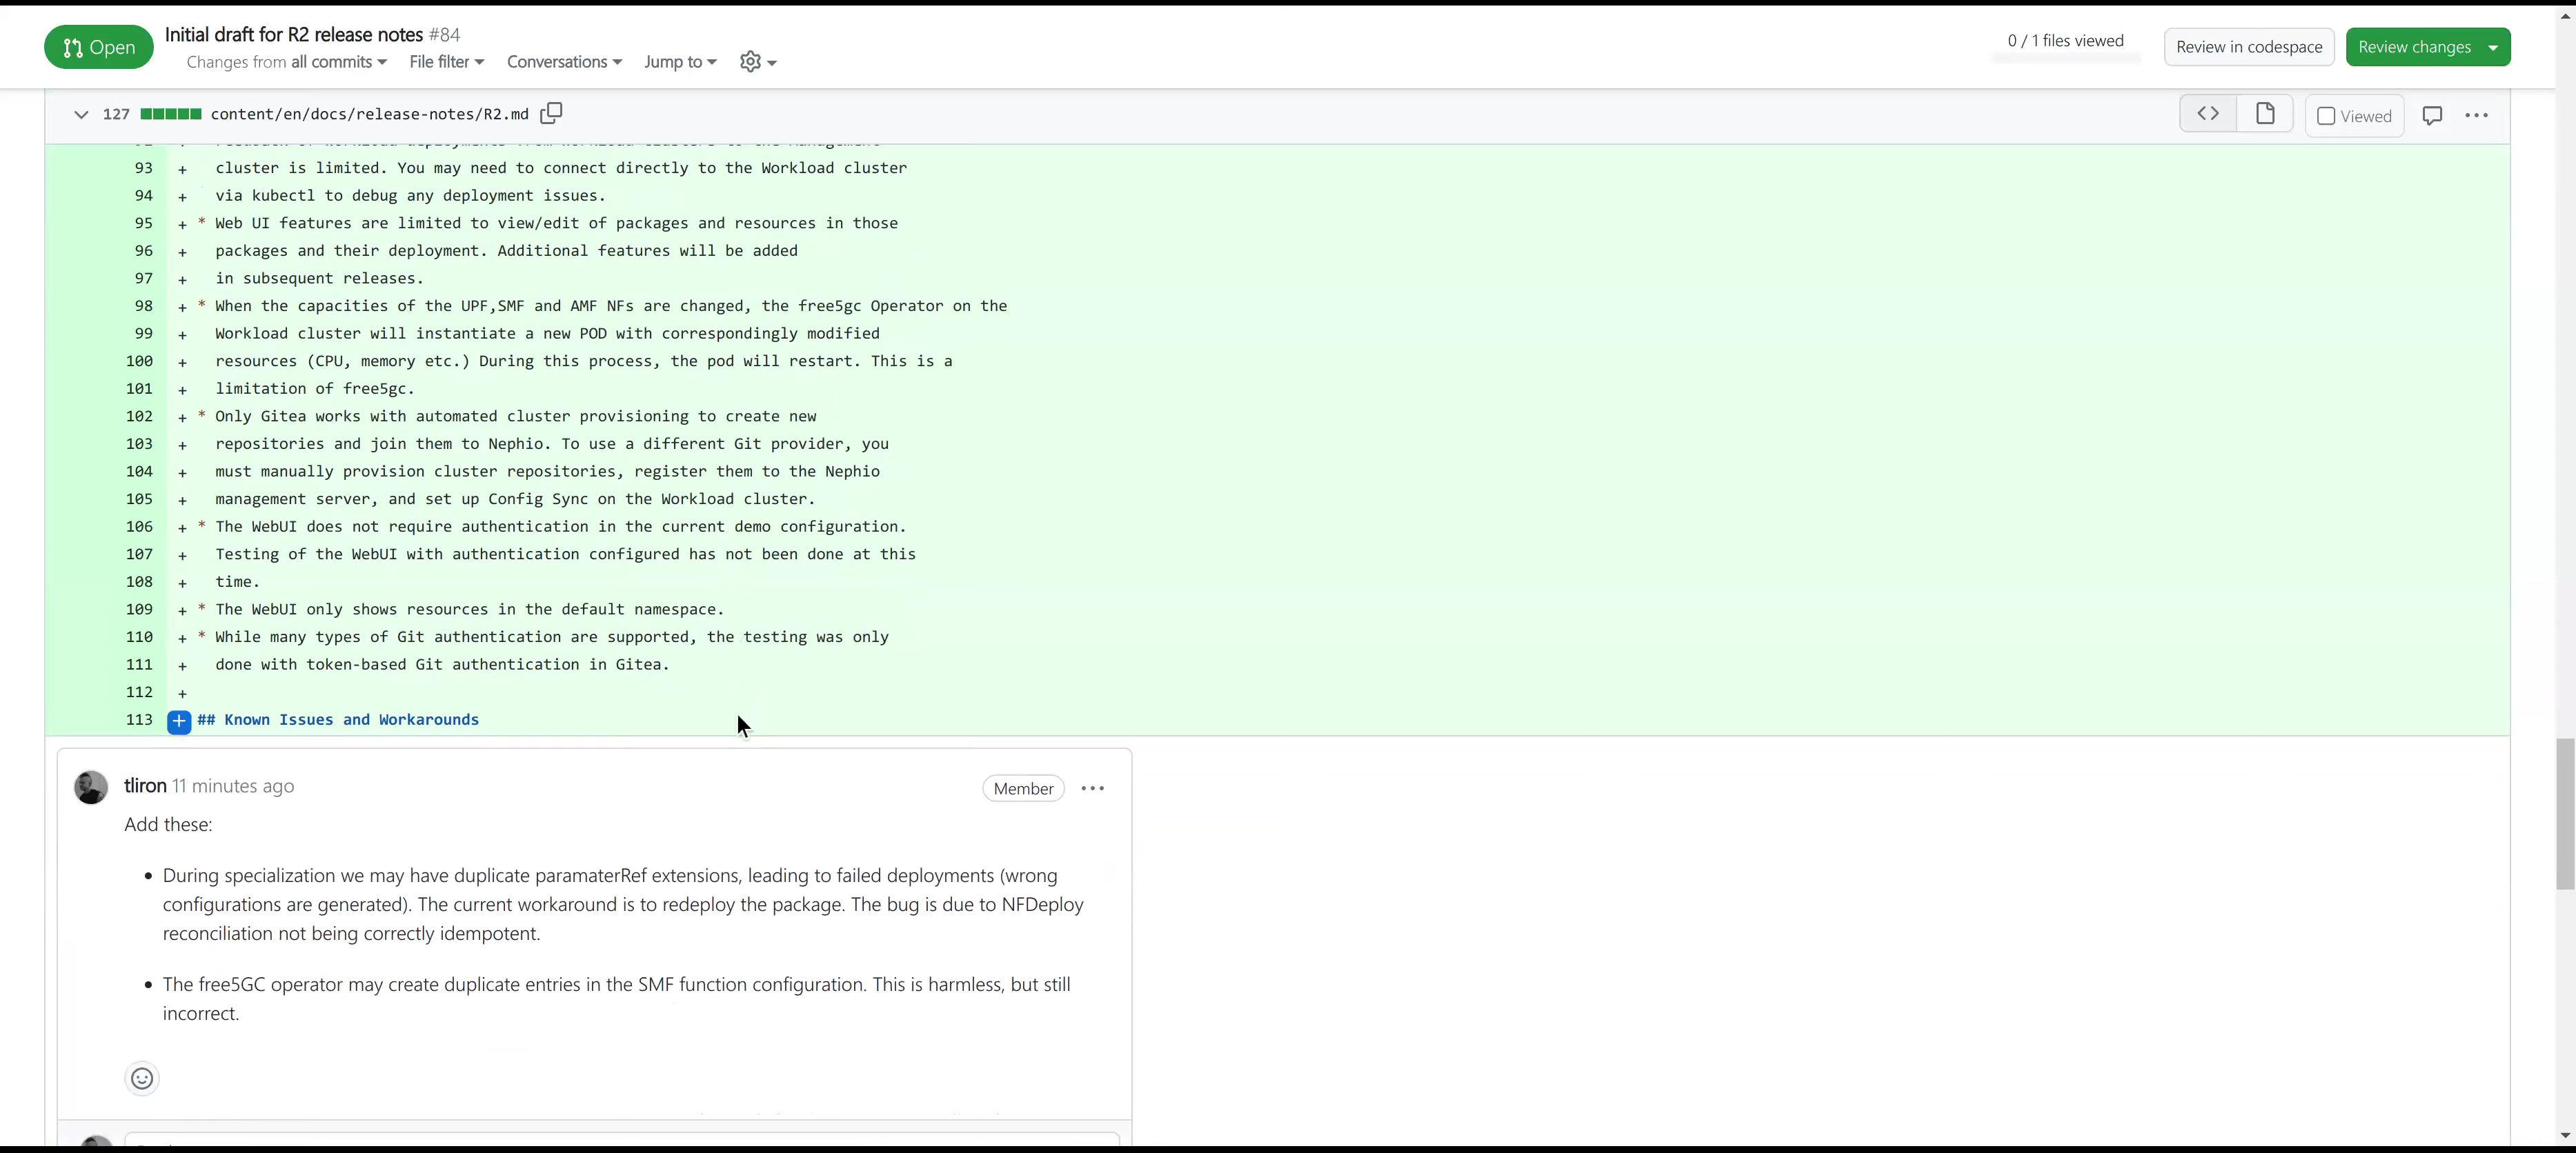 Open
Initial draft for R2 release notes #84
Changes from all commits File filter Conversations Jump to
0 / 1 files viewed
Review in codespace
Review changes
127 content/en/docs/release-notes/R2.md
Viewed
93 + cluster is limited. You may need to connect directly to the Workload cluster
94 + via kubectl to debug any deployment issues.
95 + * Web UI features are limited to view/edit of packages and resources in those
96 + packages and their deployment. Additional features will be added
97 + in subsequent releases.
98 + * When the capacities of the UPF,SMF and AMF NFs are changed, the free5gc Operator on the
99 + Workload cluster will instantiate a new POD with correspondingly modified
100 + resources (CPU, memory etc.) During this process, the pod will restart. This is a
101 + limitation of free5gc.
102 + * Only Gitea works with automated cluster provisioning to create new
103 + repositories and join them to Nephio. To use a different Git provider, you
104 + must manually provision cluster repositories, register them to the Nephio
105 + management server, and set up Config Sync on the Workload cluster.
106 + * The WebUI does not require authentication in the current demo configuration.
107 + Testing of the WebUI with authentication configured has not been done at this
108 + time.
109 + * The WebUI only shows resources in the default namespace.
110 + * While many types of Git authentication are supported, the testing was only
111 + done with token-based Git authentication in Gitea.
112 +
113 + ## Known Issues and Workarounds
tliron 11 minutes ago
Member
Add these:
• During specialization we may have duplicate paramaterRef extensions, leading to failed deployments (wrong
configurations are generated). The current workaround is to redeploy the package. The bug is due to NFDeploy
reconciliation not being correctly idempotent.
• The free5GC operator may create duplicate entries in the SMF function configuration. This is harmless, but still
incorrect.